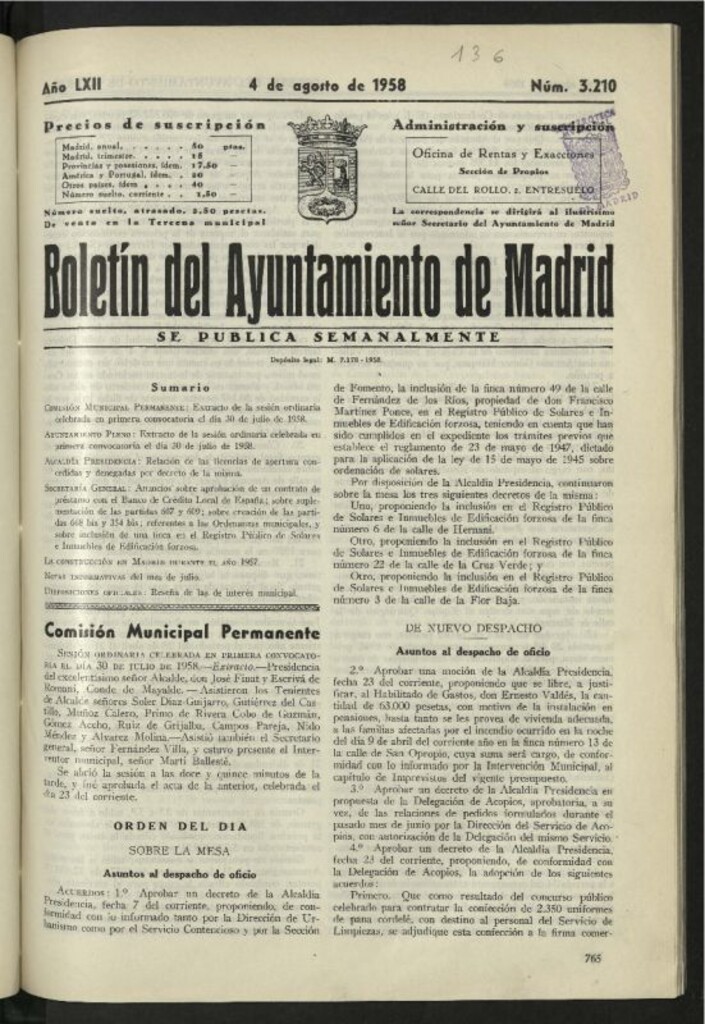 136
Año LXII
4 de agosto de 1958
Núm. 3.210
Precios de suscripción
Madrid, anual. . . . . . 60 ptas.
Madrid, trimestre. . . . . 15 —
Provincias y posesiones, ídem. . 17.50 —
América y Portugal, ídem. . 20 —
Otros países, ídem . . . . 40 —
Número suelto, corriente . . 1.50 —
Número suelto, atrasado, 2.50 pesetas.
De venta en la Tercena municipal
Administración y suscripción
Oficina de Rentas y Exacciones
Sección de Propios
CALLE DEL ROLLO, 2, ENTRESUELO
La correspondencia se dirigirá al ilustrísimo
señor Secretario del Ayuntamiento de Madrid
MADRID
Boletín del Ayuntamiento de Madrid
SE PUBLICA SEMANALMENTE
Depósito legal: M. 7.178 - 1958
Sumario
Comisión Municipal Permanente: Extracto de la sesión ordinaria
celebrada en primera convocatoria el día 30 de julio de 1958.
Ayuntamiento Pleno: Extracto de la sesión ordinaria celebrada en
primera convocatoria el día 30 de julio de 1958.
Alcaldía Presidencia: Relación de las licencias de apertura con-
cedidas y denegadas por decreto de la misma.
Secretaría General: Anuncios sobre aprobación de un contrato de
préstamo con el Banco de Crédito Local de España; sobre suple-
mentación de las partidas 607 y 609; sobre creación de las parti-
das 668 bis y 354 bis; referentes a las Ordenanzas municipales, y
sobre inclusión de una finca en el Registro Público de Solares
e Inmuebles de Edificación forzosa.
La construcción en Madrid durante el año 1957.
Notas informativas del mes de julio.
Disposiciones oficiales: Reseña de las de interés municipal.
Comisión Municipal Permanente
Sesión ordinaria celebrada en primera convocato-
ria el día 30 de julio de 1958.—Extracto.—Presidencia
del excelentísimo señor Alcalde, don José Finat y Escrivá de
Romaní, Conde de Mayalde.—Asistieron los Tenientes
de Alcalde señores Soler Díaz-Guijarro, Gutiérrez del Cas-
tillo, Muñoz Calero, Primo de Rivera Cobo de Guzmán,
Gómez Acebo, Ruiz de Grijalba, Campos Pareja, Nido
Méndez y Alvarez Molina.—Asistió también el Secretario
general, señor Fernández Villa, y estuvo presente el Inter-
ventor municipal, señor Martí Ballesté.
Se abrió la sesión a las doce y quince minutos de la
tarde, y fué aprobada el acta de la anterior, celebrada el
día 23 del corriente.
ORDEN DEL DIA
SOBRE LA MESA
Asuntos al despacho de oficio
Acuerdos: 1.º Aprobar un decreto de la Alcaldía
Presidencia, fecha 7 del corriente, proponiendo, de con-
formidad con lo informado tanto por la Dirección de Ur-
banismo como por el Servicio Contencioso y por la Sección
de Fomento, la inclusión de la finca número 49 de la calle
de Fernández de los Ríos, propiedad de don Francisco
Martínez Ponce, en el Registro Público de Solares e In-
muebles de Edificación forzosa, teniendo en cuenta que han
sido cumplidos en el expediente los trámites previos que
establece el reglamento de 23 de mayo de 1947, dictado
para la aplicación de la ley de 15 de mayo de 1945 sobre
ordenación de solares.
Por disposición de la Alcaldía Presidencia, continuaron
sobre la mesa los tres siguientes decretos de la misma:
Uno, proponiendo la inclusión en el Registro Público
de Solares e Inmuebles de Edificación forzosa de la finca
número 6 de la calle de Hernani.
Otro, proponiendo la inclusión en el Registro Público
de Solares e Inmuebles de Edificación forzosa de la finca
número 22 de la calle de la Cruz Verde; y
Otro, proponiendo la inclusión en el Registro Público
de Solares e Inmuebles de Edificación forzosa de la finca
número 3 de la calle de la Flor Baja.
DE NUEVO DESPACHO
Asuntos al despacho de oficio
2.º Aprobar una moción de la Alcaldía Presidencia,
fecha 23 del corriente, proponiendo que se libre, a justi-
ficar, al Habilitado de Gastos, don Ernesto Valdés, la can-
tidad de 63.000 pesetas, con motivo de la instalación en
pensiones, hasta tanto se les provea de vivienda adecuada,
a las familias afectadas por el incendio ocurrido en la noche
del día 9 de abril del corriente año en la finca número 13 de
la calle de San Opropio, cuya suma será cargo, de confor-
midad con lo informado por la Intervención Municipal, al
capítulo de Imprevistos del vigente presupuesto.
3.º Aprobar un decreto de la Alcaldía Presidencia en
propuesta de la Delegación de Acopios, aprobatoria, a su
vez, de las relaciones de pedidos formulados durante el
pasado mes de junio por la Dirección del Servicio de Aco-
pios, con autorización de la Delegación del mismo Servicio.
4.º Aprobar un decreto de la Alcaldía Presidencia,
fecha 23 del corriente, proponiendo, de conformidad con
la Delegación de Acopios, la adopción de los siguientes
acuerdos:
Primero. Que como resultado del concurso público
celebrado para contratar la confección de 2.350 uniformes
de pana cordelé, con destino al personal del Servicio de
Limpiezas, se adjudique esta confección a la firma comer-
765